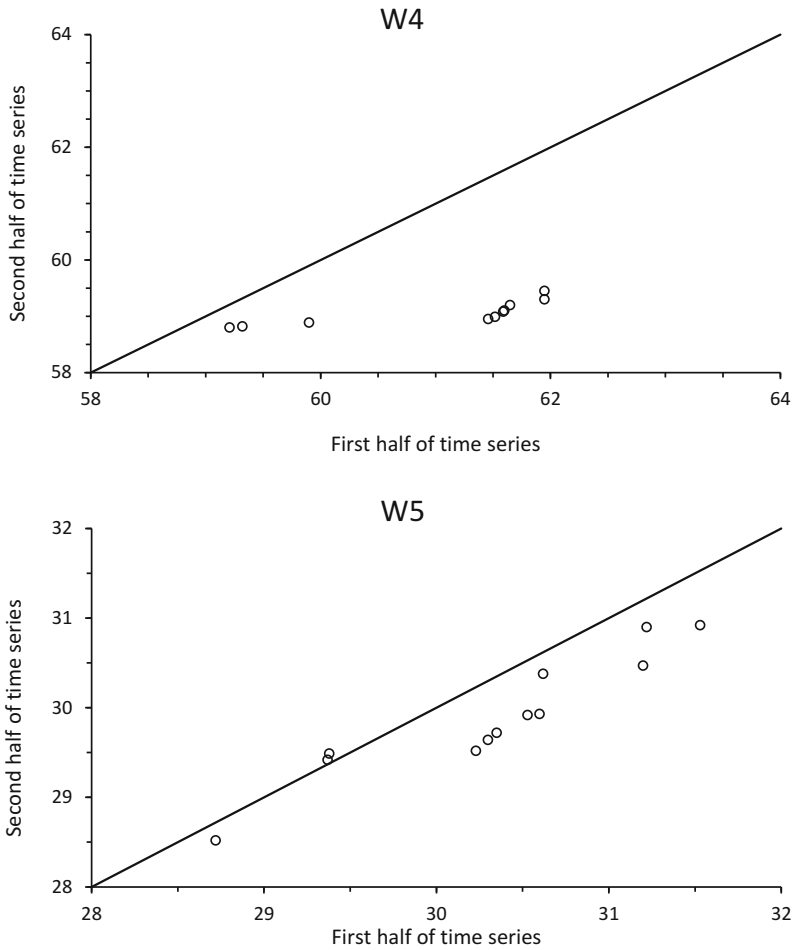 W4
64
62
60
58
Second half of time series
58 60 62 64
First half of time series
W5
32
31
30
29
28
Second half of time series
28 29 30 31 32
First half of time series